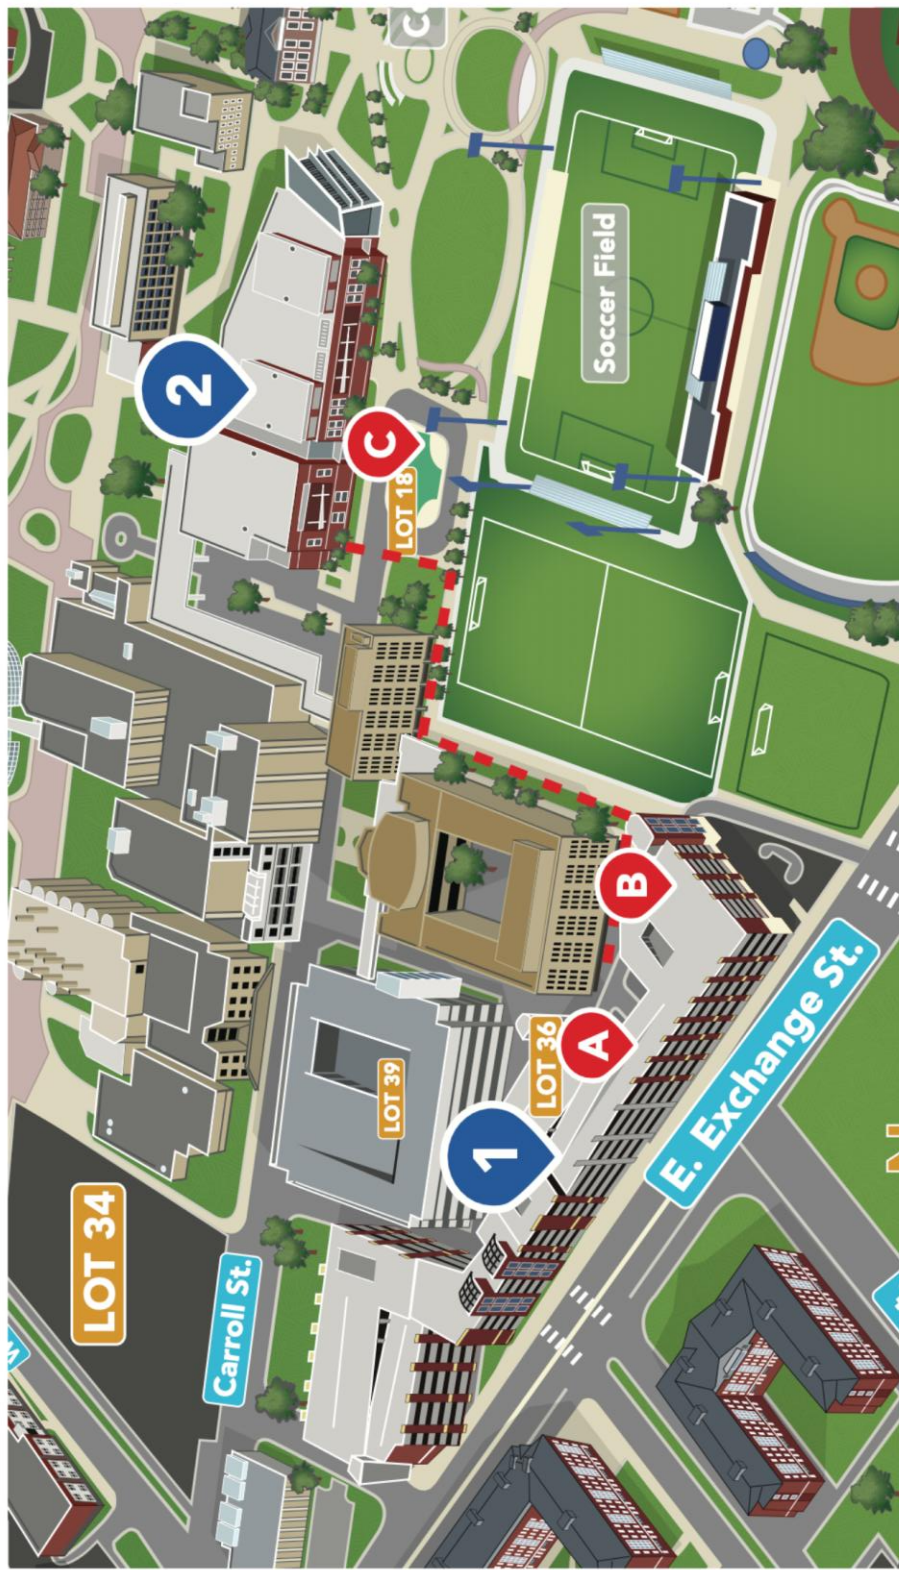 2
C
LOT 18
Soccer Field
B
A
LOT 36
1
LOT 39
LOT 34
Carroll St.
E. Exchange St.